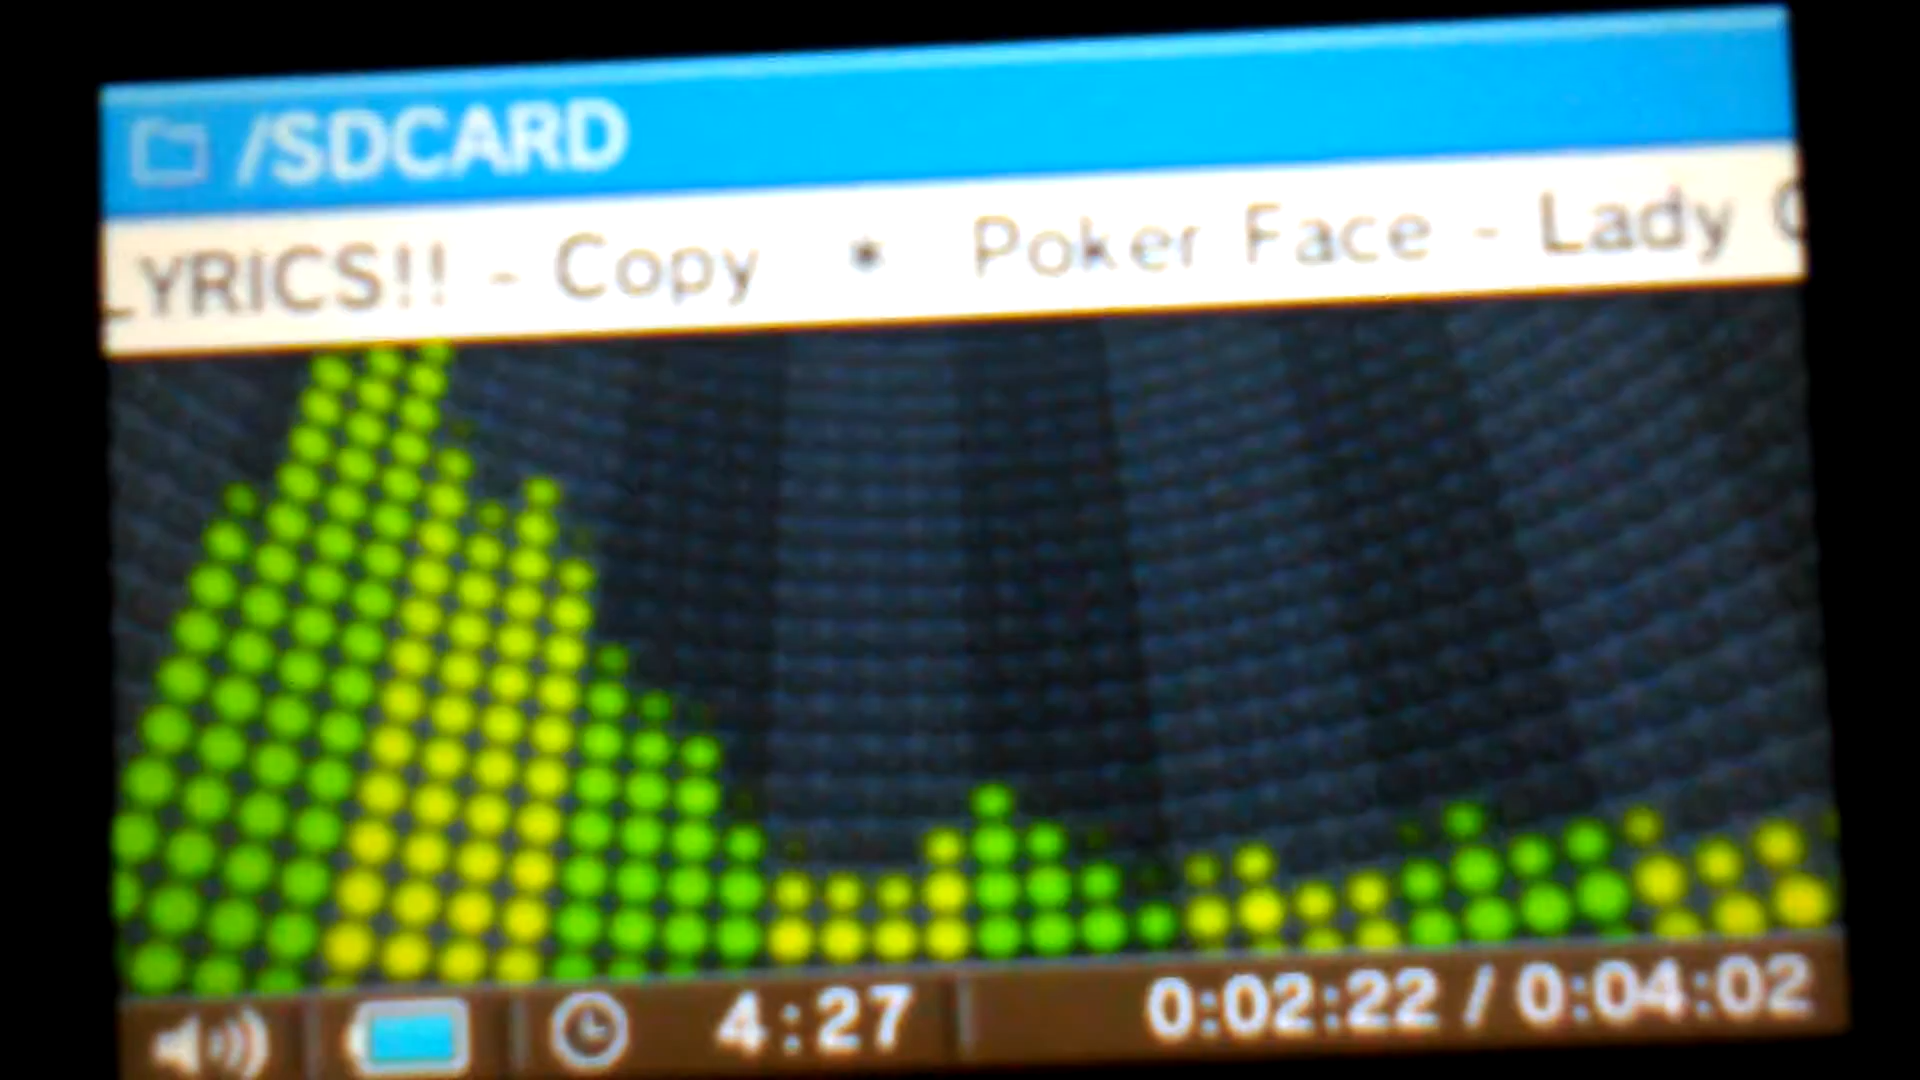 /SDCARD
LYRICS!! - Copy * Poker Face - Lady
4:27 0:02:22 / 0:04:02